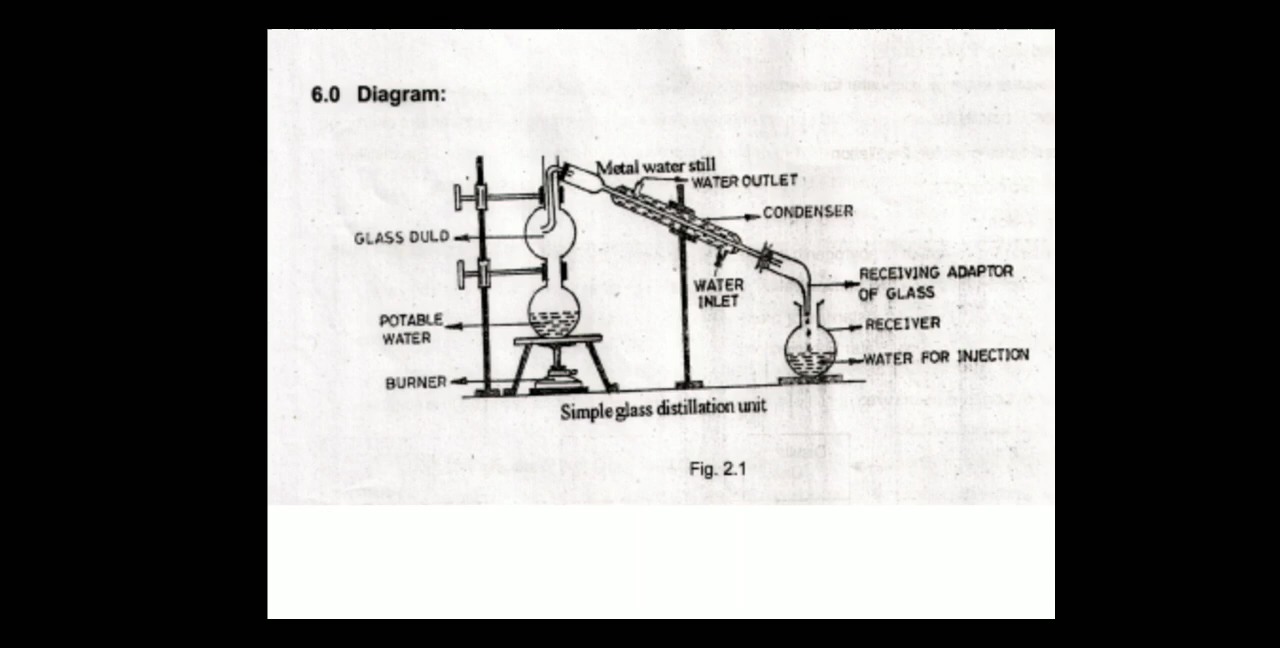 6.0 Diagram:
Metal water still
WATER OUTLET
CONDENSER
GLASS DULD
WATER
INLET
RECEIVING ADAPTOR
OF GLASS
POTABLE
WATER
RECEIVER
WATER FOR INJECTION
BURNER
Simple glass distillation unit
Fig. 2.1